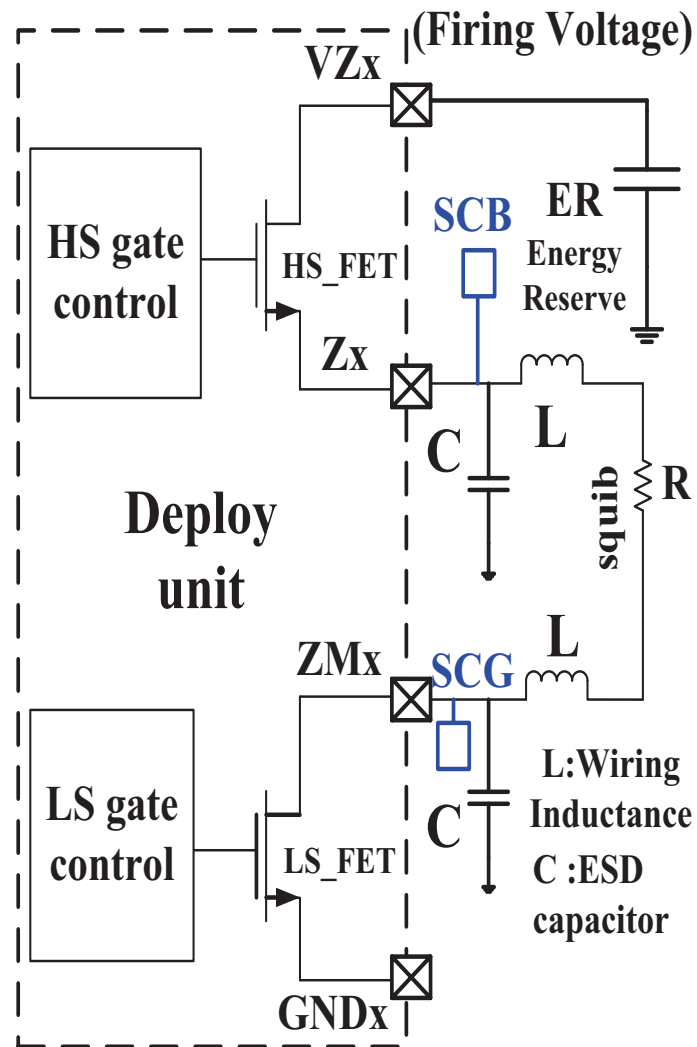 (Firing Voltage)
VZx
HS gate
control
HS_FET
SCB
ER
Energy
Reserve
Zx
L
C
R
squib
Deploy
unit
L
ZMx
SCG
LS gate
control
LS_FET
C
L:Wiring
Inductance
C :ESD
capacitor
GNDx